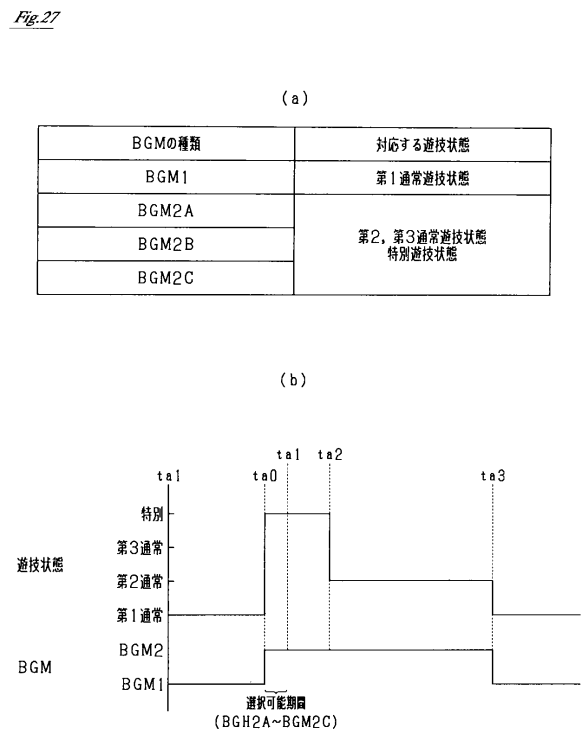 Fig.27
(a)
BGMの種類 対応する遊技状態
BGM1 第1通常遊技状態
BGM2A
BGM2B
BGM2C
第2, 第3通常遊技状態
特別遊技状態
(b)
ta1 ta2
ta1 ta0 ta3
特別
第3通常
遊技状態
第2通常
第1通常
BGM2
BGM
BGM1
選択可能期間
(BGH2A~BGM2C)